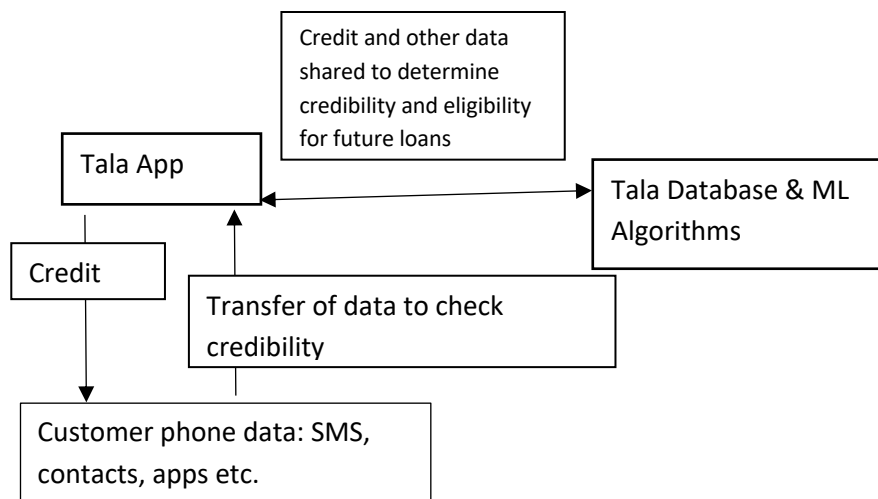 Credit and other data
shared to determine
credibility and eligibility
for future loans
Tala App
Tala Database & ML
Algorithms
Credit
Transfer of data to check
credibility
Customer phone data: SMS,
contacts, apps etc.